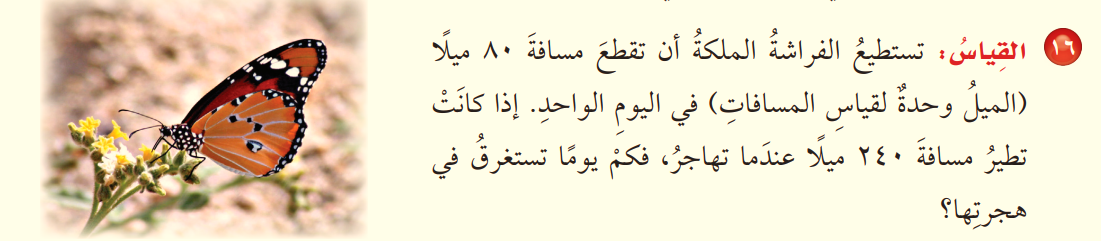 ١٦ القِياسُ: تستطيعُ الفراشةُ الملكةُ أن تقطعَ مسافةَ ٨٠ ميلًا
(الميلُ وحدةٌ لقياسِ المسافاتِ) في اليومِ الواحدِ. إذا كانَتْ
تطيرُ مسافةَ ٢٤٠ ميلًا عندَما تهاجرُ، فكمْ يومًا تستغرقُ في
هجرتِها؟